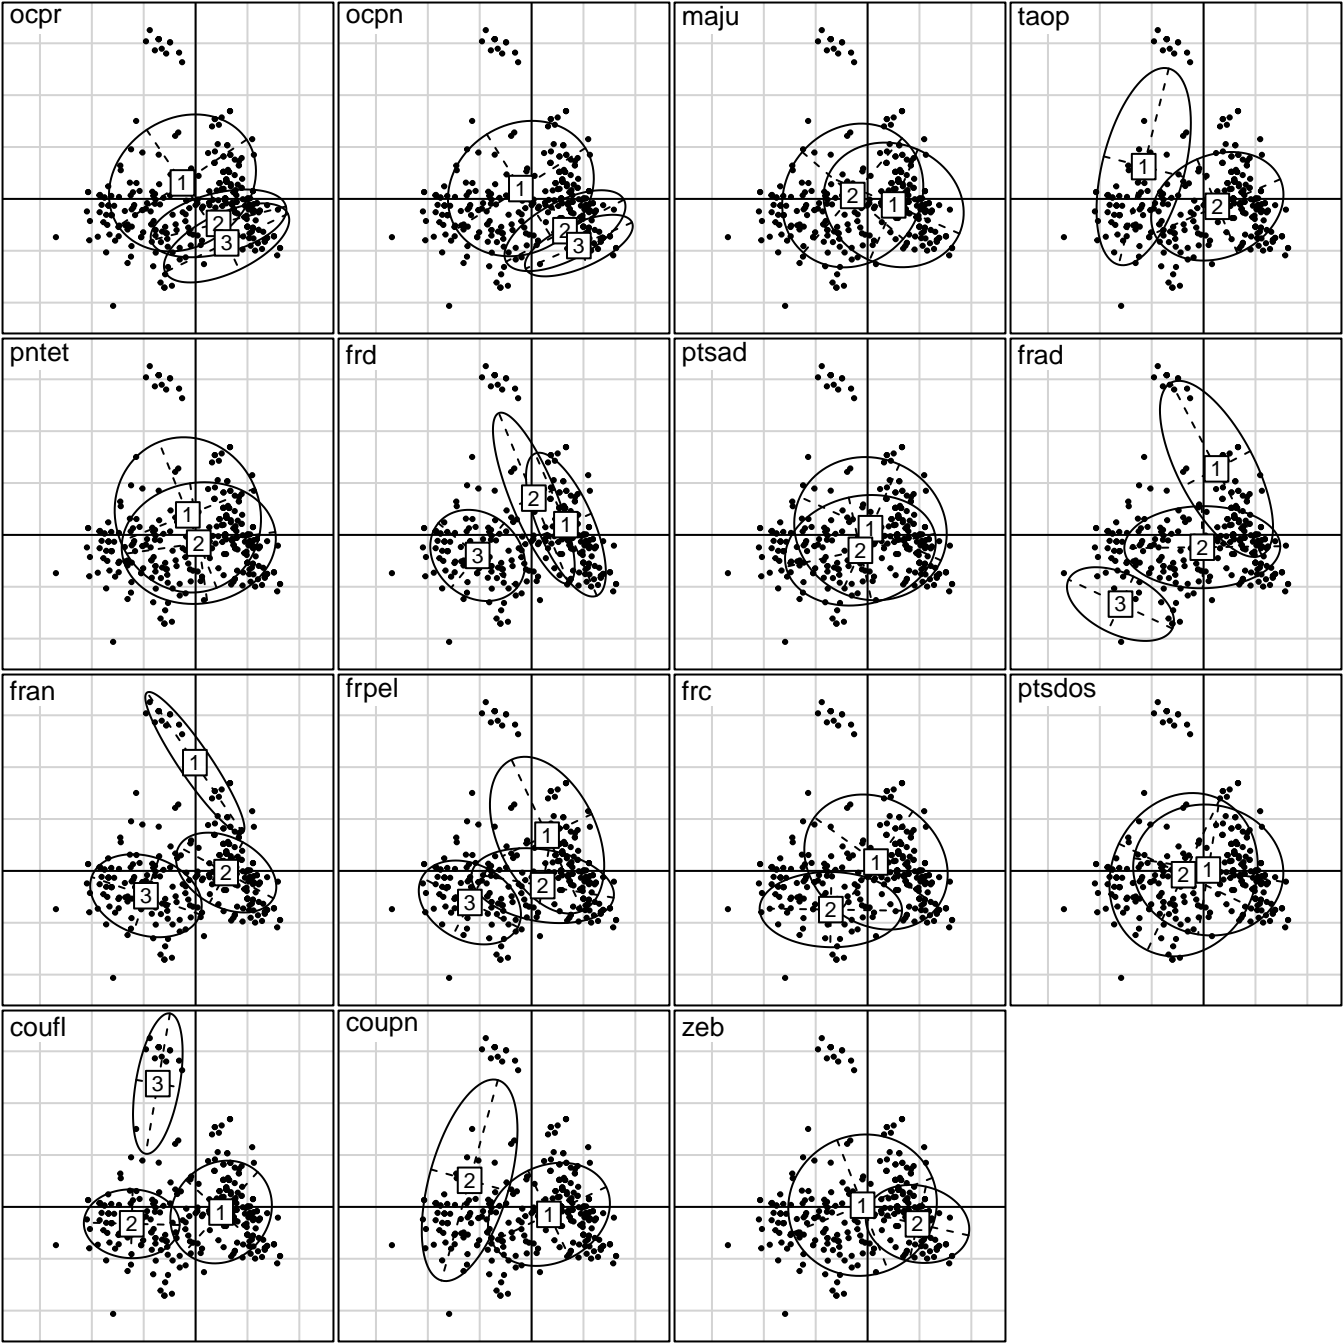 ocpr ocpn maju taop
1 1 2 1 1
2 2 2
3 3
pntet frd ptsad frad
1 2 1 1 1
2 3 2 2
3
fran frpel frc ptsdos
1 1 1 2 1
3 2 3 2 2
coufl coupn zeb
3 2 1
2 1 1 2